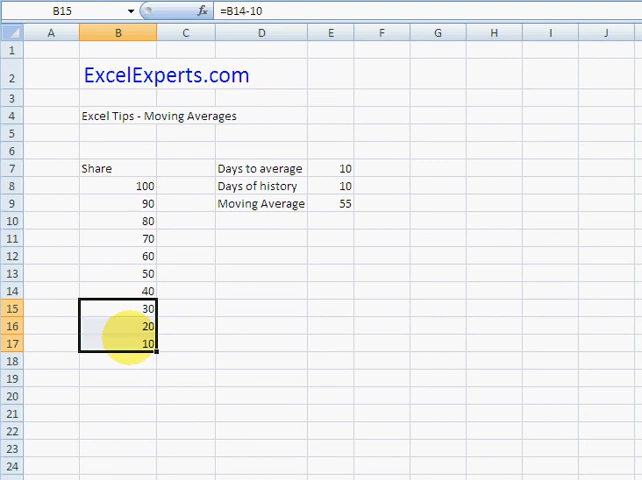 B15 fx =B14-10
A B C D E F G H I J
1
2 ExcelExperts.com
3
4 Excel Tips - Moving Averages
5
6
7 Share Days to average 10
8 100 Days of history 10
9 90 Moving Average 55
10 80
11 70
12 60
13 50
14 40
15 30
16 20
17 10
18
19
20
21
22
23
24